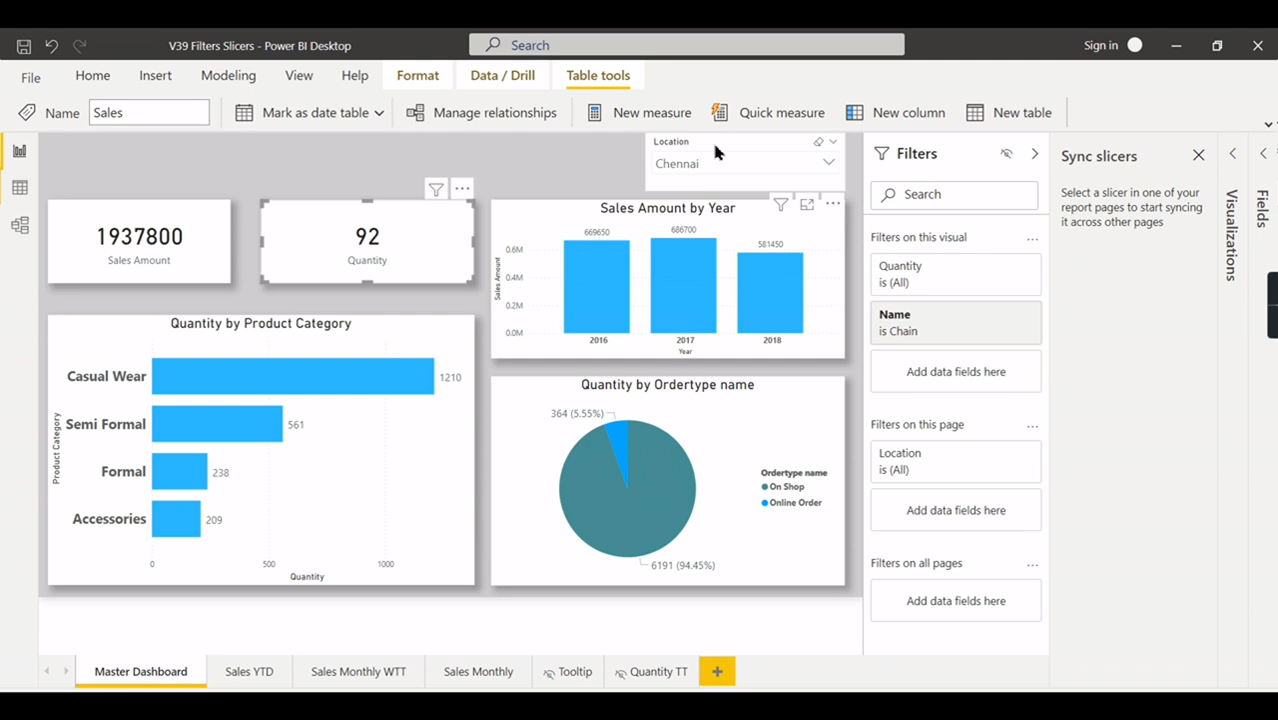 V39 Filters Slicers - Power BI Desktop
Search
Sign in
File
Home
Insert
Modeling
View
Help
Format
Data / Drill
Table tools
Name
Sales
Mark as date table
Manage relationships
New measure
Quick measure
New column
New table
Location
Chennai
1937800
Sales Amount
92
Quantity
Sales Amount by Year
Sales Amount
0.6M
0.4M
0.2M
0.0M
669650
686700
581450
2016
2017
2018
Year
Quantity by Product Category
Product Category
Casual Wear
1210
Semi Formal
561
Formal
238
Accessories
209
0
500
1000
Quantity
Quantity by Ordertype name
364 (5.55%)
6191 (94.45%)
Ordertype name
On Shop
Online Order
Filters
Search
Filters on this visual
...
Quantity
is (All)
Name
is Chain
Add data fields here
Filters on this page
...
Location
is (All)
Add data fields here
Filters on all pages
...
Add data fields here
Sync slicers
Select a slicer in one of your
report pages to start syncing
it across other pages
Visualizations
Fields
Master Dashboard
Sales YTD
Sales Monthly WTT
Sales Monthly
Tooltip
Quantity TT
+